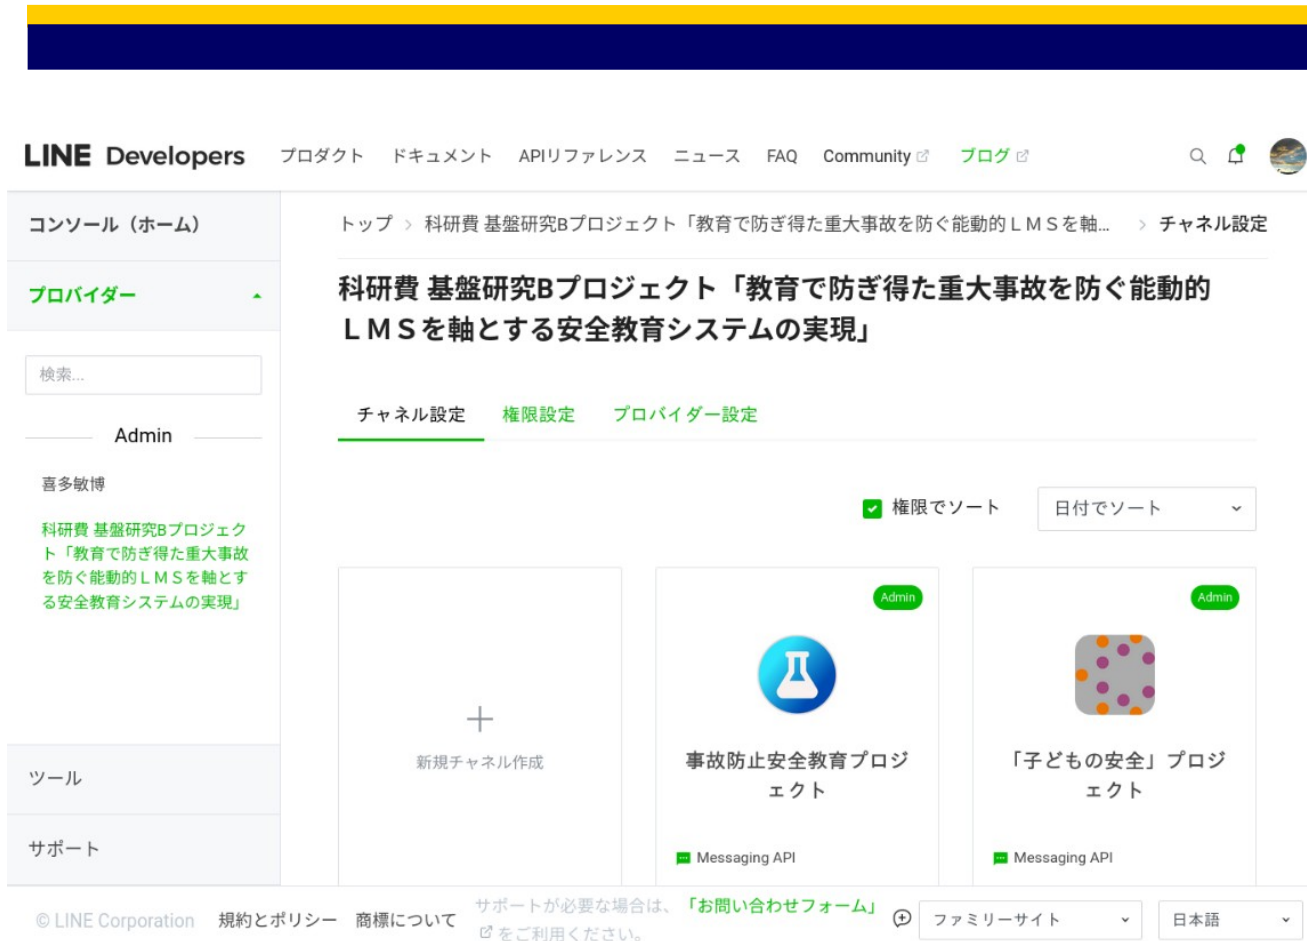 LINE Developers プロダクト ドキュメント APIリファレンス ニュース FAQ Community ブログ
コンソール（ホーム）
プロバイダー
検索...
Admin
喜多敏博
科研費 基盤研究Bプロジェク
ト「教育で防ぎ得た重大事故
を防ぐ能動的ＬＭＳを軸とす
る安全教育システムの実現」
ツール
サポート
トップ > 科研費 基盤研究Bプロジェクト「教育で防ぎ得た重大事故を防ぐ能動的ＬＭＳを軸... > チャネル設定
科研費 基盤研究Bプロジェクト「教育で防ぎ得た重大事故を防ぐ能動的
ＬＭＳを軸とする安全教育システムの実現」
チャネル設定 権限設定 プロバイダー設定
権限でソート 日付でソート
新規チャネル作成
Admin
事故防止安全教育プロジ
ェクト
Messaging API
Admin
「子どもの安全」プロジ
ェクト
Messaging API
© LINE Corporation 規約とポリシー 商標について
サポートが必要な場合は、「お問い合わせフォーム」
をご利用ください。
ファミリーサイト 日本語